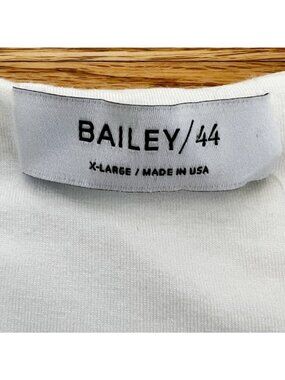 BAILEY/44
X-LARGE / MADE IN USA